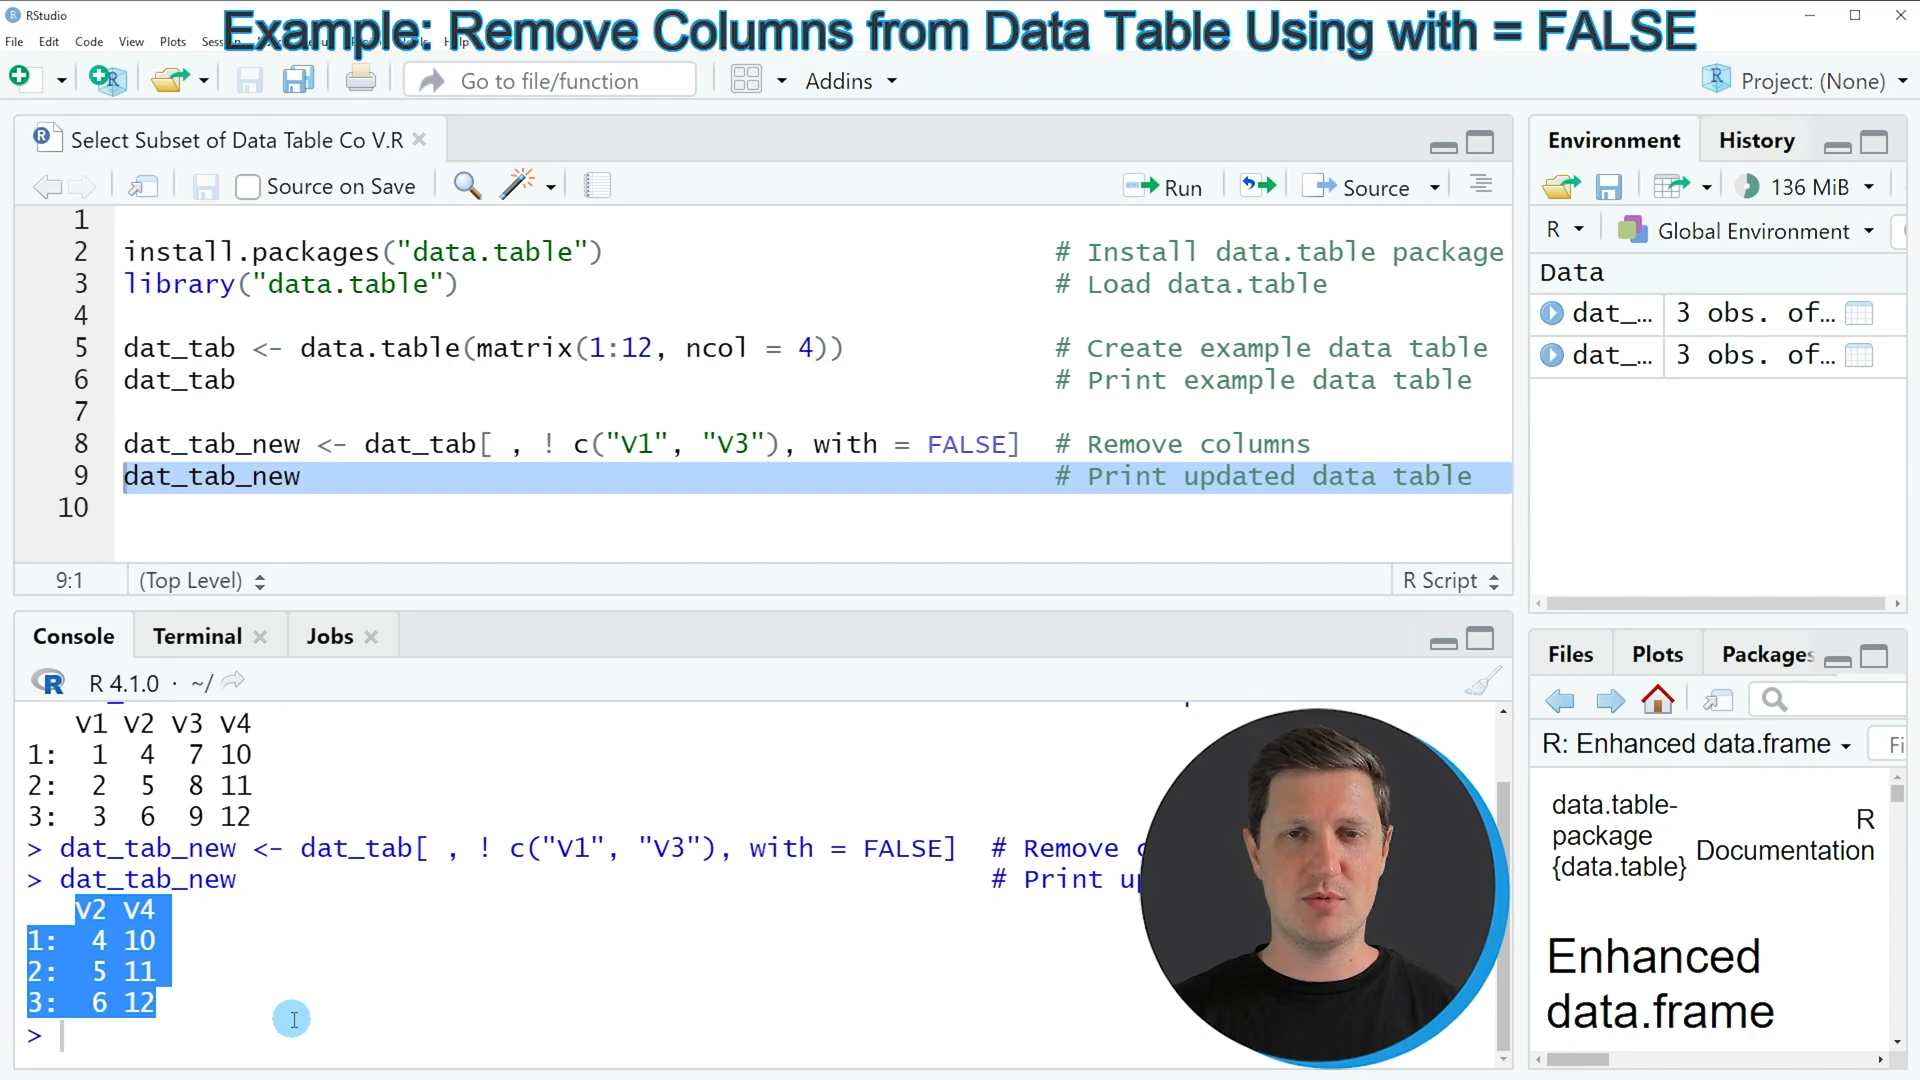 RStudio
Example: Remove Columns from Data Table Using with = FALSE
File Edit Code View Plots
Go to file/function
Addins
Project: (None)
Select Subset of Data Table Co V.R
Source on Save
Run
Source
1
2 install.packages("data.table") # Install data.table package
3 library("data.table") # Load data.table
4
5 dat_tab <- data.table(matrix(1:12, ncol = 4)) # Create example data table
6 dat_tab # Print example data table
7
8 dat_tab_new <- dat_tab[ , ! c("V1", "V3"), with = FALSE] # Remove columns
9 dat_tab_new # Print updated data table
10
9:1 (Top Level) R Script
Console Terminal Jobs
R 4.1.0 · ~/
V1 V2 V3 V4
1: 1 4 7 10
2: 2 5 8 11
3: 3 6 9 12
> dat_tab_new <- dat_tab[ , ! c("V1", "V3"), with = FALSE] # Remove
> dat_tab_new # Print
V2 V4
1: 4 10
2: 5 11
3: 6 12
>
Environment History
136 MiB
R Global Environment
Data
dat_... 3 obs. of...
dat_... 3 obs. of...
Files Plots Packages
R: Enhanced data.frame Fi
data.table-
package
{data.table}
R
Documentation
Enhanced
data.frame